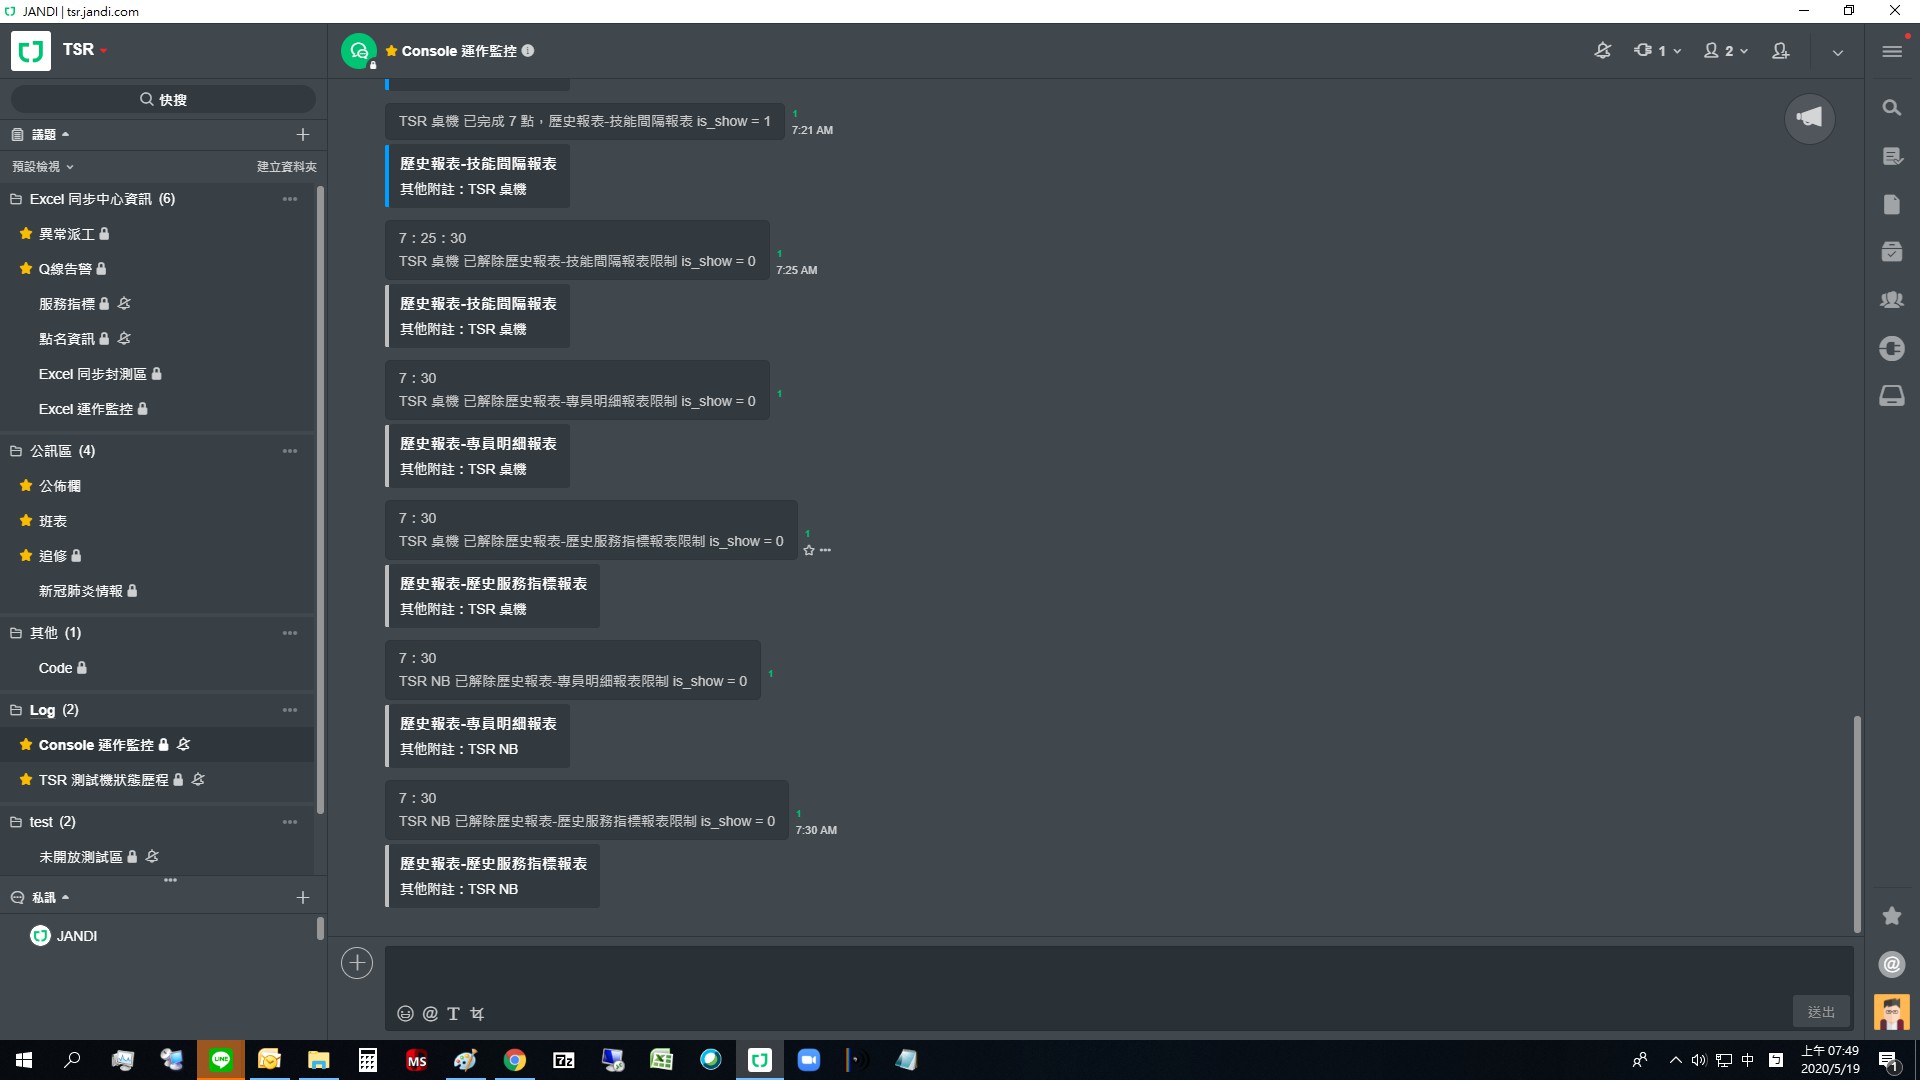 JANDI | tsr.jandi.com
TSR
快搜
議題
預設檢視
建立資料夾
Excel 同步中心資訊 (6)
異常派工
Q線告警
服務指標
點名資訊
Excel 同步封測區
Excel 運作監控
公訊區 (4)
公佈欄
班表
追修
新冠肺炎情報
其他 (1)
Code
Log (2)
Console 運作監控
TSR 測試機狀態歷程
test (2)
未開放測試區
私訊
JANDI
Console 運作監控
1
2
TSR 桌機 已完成 7 點，歷史報表-技能間隔報表 is_show = 1
1
7:21 AM
歷史報表-技能間隔報表
其他附註：TSR 桌機
7：25：30
TSR 桌機 已解除歷史報表-技能間隔報表限制 is_show = 0
1
7:25 AM
歷史報表-技能間隔報表
其他附註：TSR 桌機
7：30
TSR 桌機 已解除歷史報表-專員明細報表限制 is_show = 0
1
歷史報表-專員明細報表
其他附註：TSR 桌機
7：30
TSR 桌機 已解除歷史報表-歷史服務指標報表限制 is_show = 0
1
歷史報表-歷史服務指標報表
其他附註：TSR 桌機
7：30
TSR NB 已解除歷史報表-專員明細報表限制 is_show = 0
1
歷史報表-專員明細報表
其他附註：TSR NB
7：30
TSR NB 已解除歷史報表-歷史服務指標報表限制 is_show = 0
1
7:30 AM
歷史報表-歷史服務指標報表
其他附註：TSR NB
送出
LINE
MS
7z
中
上午 07:49
2020/5/19
1